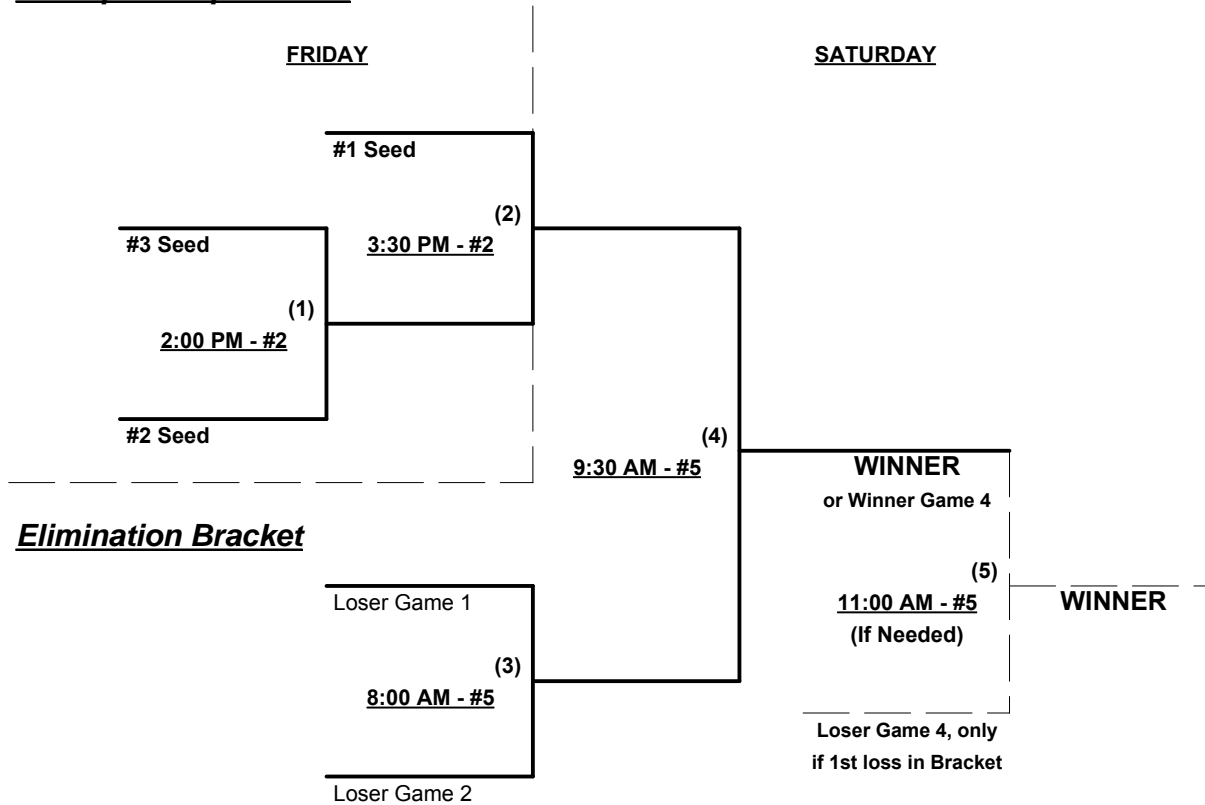 FRIDAY
SATURDAY
#1 Seed
(2)
#3 Seed
3:30 PM - #2
(1)
2:00 PM - #2
#2 Seed
(4)
9:30 AM - #5
WINNER
or Winner Game 4
Elimination Bracket
(5)
Loser Game 1
11:00 AM - #5
WINNER
(If Needed)
(3)
8:00 AM - #5
Loser Game 4, only
if 1st loss in Bracket
Loser Game 2